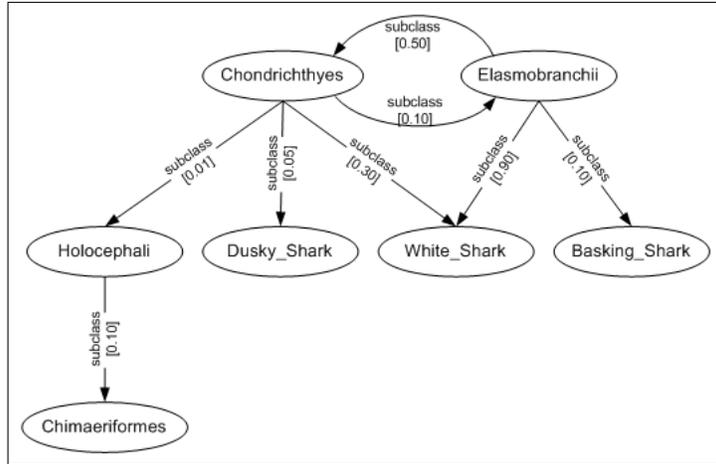 subclass
[0.50]
Chondrichthyes
Elasmobranchii
subclass
[0.10]
subclass
[0.01]
subclass
[0.05]
subclass
[0.30]
subclass
[0.90]
subclass
[0.10]
Holocephali
Dusky_Shark
White_Shark
Basking_Shark
subclass
[0.10]
Chimaeriformes